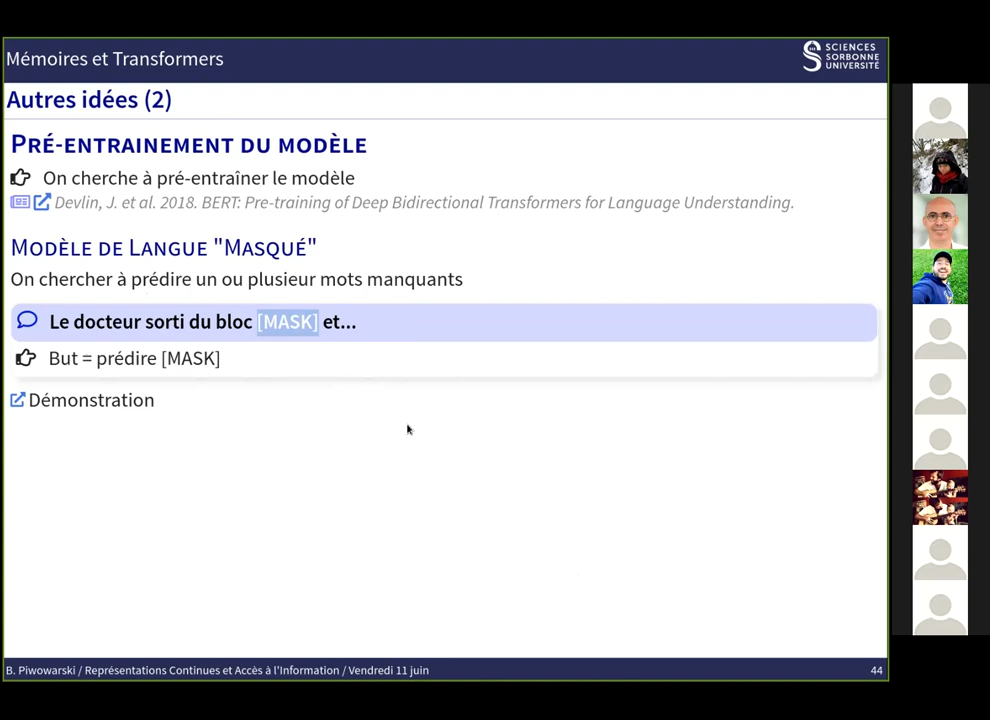 Mémoires et Transformers
SCIENCES
SORBONNE
UNIVERSITÉ
Autres idées (2)
PRÉ-ENTRAINEMENT DU MODÈLE
On cherche à pré-entraîner le modèle
Devlin, J. et al. 2018. BERT: Pre-training of Deep Bidirectional Transformers for Language Understanding.
MODÈLE DE LANGUE "MASQUÉ"
On chercher à prédire un ou plusieur mots manquants
Le docteur sorti du bloc [MASK] et...
But = prédire [MASK]
Démonstration
B. Piwowarski / Représentations Continues et Accès à l'Information / Vendredi 11 juin
44